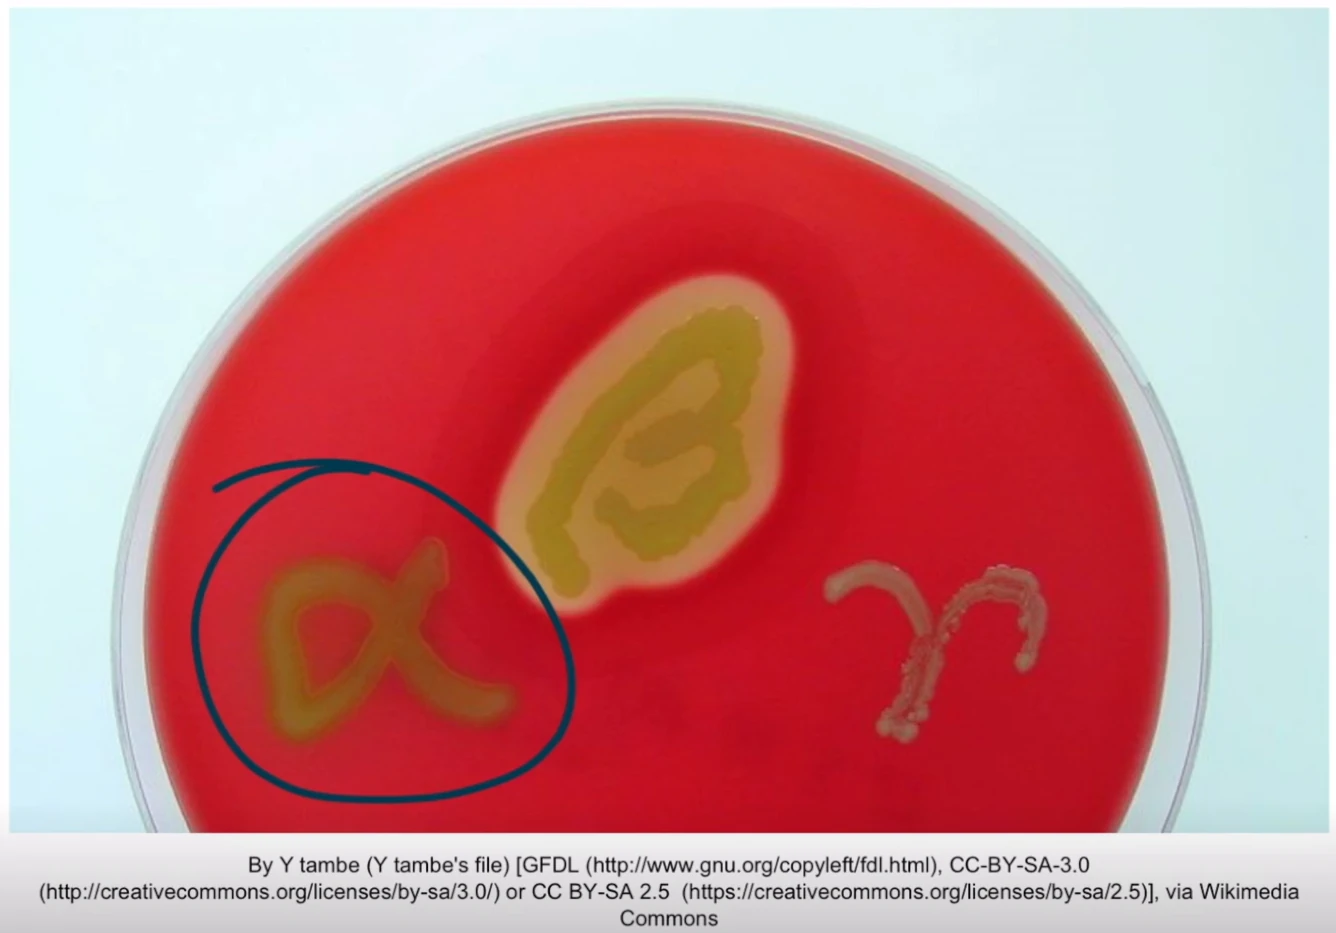 β
α
γ
By Y tambe (Y tambe's file) [GFDL (http://www.gnu.org/copyleft/fdl.html), CC-BY-SA-3.0
(http://creativecommons.org/licenses/by-sa/3.0/) or CC BY-SA 2.5 (https://creativecommons.org/licenses/by-sa/2.5)], via Wikimedia
Commons